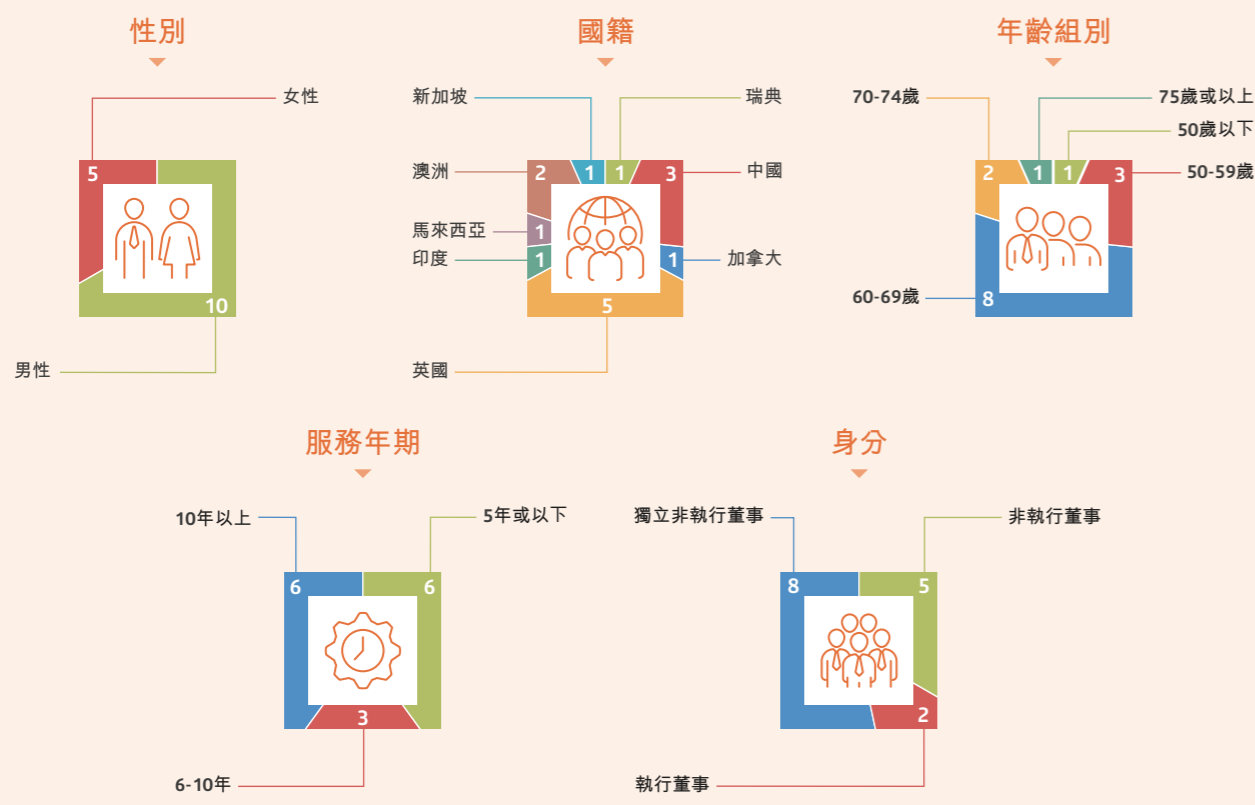 性別
女性
5
10
男性
國籍
新加坡
瑞典
澳洲
2
1
1
3
中國
馬來西亞
1
印度
1
1
加拿大
5
英國
年齡組別
70-74歲
75歲或以上
50歲以下
2
1
1
3
50-59歲
60-69歲
8
服務年期
10年以上
5年或以下
6
6
3
6-10年
身分
獨立非執行董事
非執行董事
8
5
2
執行董事